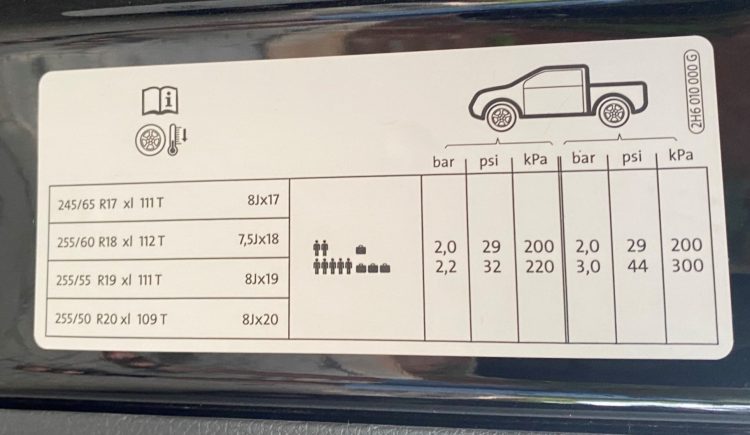 i
2H6 010 000 G
bar psi kPa bar psi kPa
245/65 R17 xl 111 T 8Jx17
255/60 R18 xl 112 T 7,5Jx18
255/55 R19 xl 111 T 8Jx19
255/50 R20 xl 109 T 8Jx20
2,0 29 200 2,0 29 200
2,2 32 220 3,0 44 300